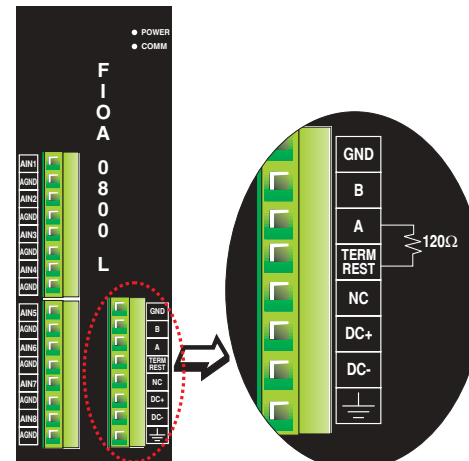 POWER
COMM
F
I
O
A
0
8
0
0
L
AIN1
AGND
AIN2
AGND
AIN3
AGND
AIN4
AGND
AIN5
AGND
AIN6
AGND
AIN7
AGND
AIN8
AGND
GND
B
A
TERM
REST
NC
DC+
DC-
GND
B
A
TERM
REST
NC
DC+
DC-
120Ω